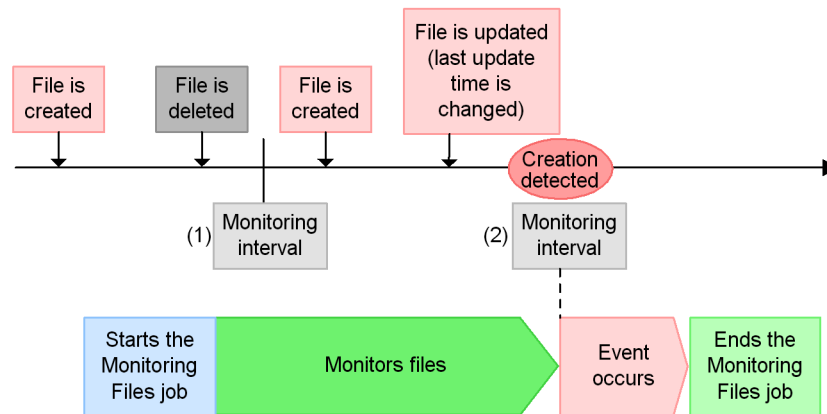 File is
created
File is
deleted
File is
created
File is updated
(last update
time is
changed)
Creation
detected
(1)
Monitoring
interval
(2)
Monitoring
interval
Starts the
Monitoring
Files job
Monitors files
Event
occurs
Ends the
Monitoring
Files job